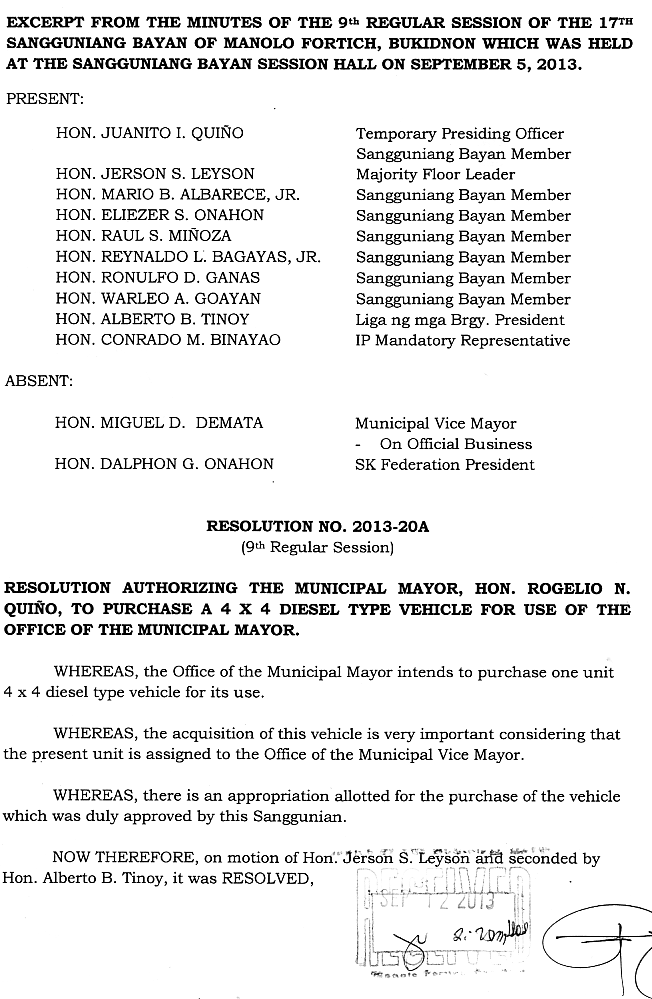 EXCERPT FROM THE MINUTES OF THE 9th REGULAR SESSION OF THE 17TH
SANGGUNIANG BAYAN OF MANOLO FORTICH, BUKIDNON WHICH WAS HELD
AT THE SANGGUNIANG BAYAN SESSION HALL ON SEPTEMBER 5, 2013.
PRESENT:
HON. JUANITO I. QUIÑO Temporary Presiding Officer
Sangguniang Bayan Member
HON. JERSON S. LEYSON Majority Floor Leader
HON. MARIO B. ALBARECE, JR. Sangguniang Bayan Member
HON. ELIEZER S. ONAHON Sangguniang Bayan Member
HON. RAUL S. MIÑOZA Sangguniang Bayan Member
HON. REYNALDO L. BAGAYAS, JR. Sangguniang Bayan Member
HON. RONULFO D. GANAS Sangguniang Bayan Member
HON. WARLEO A. GOAYAN Sangguniang Bayan Member
HON. ALBERTO B. TINOY Liga ng mga Brgy. President
HON. CONRADO M. BINAYAO IP Mandatory Representative
ABSENT:
HON. MIGUEL D. DEMATA Municipal Vice Mayor
- On Official Business
HON. DALPHON G. ONAHON SK Federation President
RESOLUTION NO. 2013-20A
(9th Regular Session)
RESOLUTION AUTHORIZING THE MUNICIPAL MAYOR, HON. ROGELIO N.
QUIÑO, TO PURCHASE A 4 X 4 DIESEL TYPE VEHICLE FOR USE OF THE
OFFICE OF THE MUNICIPAL MAYOR.
WHEREAS, the Office of the Municipal Mayor intends to purchase one unit
4 x 4 diesel type vehicle for its use.
WHEREAS, the acquisition of this vehicle is very important considering that
the present unit is assigned to the Office of the Municipal Vice Mayor.
WHEREAS, there is an appropriation allotted for the purchase of the vehicle
which was duly approved by this Sanggunian.
NOW THEREFORE, on motion of Hon. Jerson S. Leyson and seconded by
Hon. Alberto B. Tinoy, it was RESOLVED,
RECEIVED
SEP 12 2013